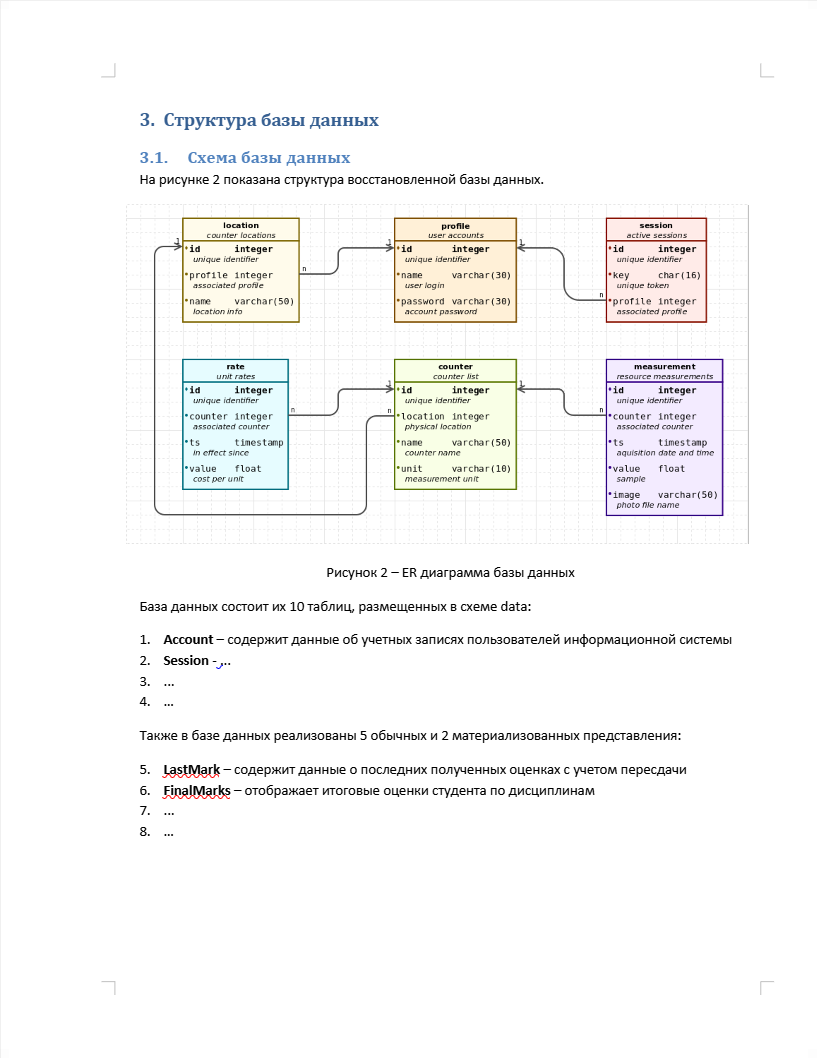 3. Структура базы данных
3.1. Схема базы данных
На рисунке 2 показана структура восстановленной базы данных.
location
counter locations
*id integer
unique identifier
*profile integer
associated profile
*name varchar(50)
location info
profile
user accounts
*id integer
unique identifier
*name varchar(30)
user login
*password varchar(30)
account password
session
active sessions
*id integer
unique identifier
*key char(16)
unique token
*profile integer
associated profile
1
n
1
1
n
rate
unit rates
*id integer
unique identifier
*counter integer
associated counter
*ts timestamp
in effect since
*value float
cost per unit
counter
counter list
*id integer
unique identifier
*location integer
physical location
*name varchar(50)
counter name
*unit varchar(10)
measurement unit
measurement
resource measurements
*id integer
unique identifier
*counter integer
associated counter
*ts timestamp
aquisition date and time
*value float
sample
*image varchar(50)
photo file name
n
1
n
1
n
Рисунок 2 – ER диаграмма базы данных
База данных состоит их 10 таблиц, размещенных в схеме data:
1. Account – содержит данные об учетных записях пользователей информационной системы
2. Session - ...
3. ...
4. ...
Также в базе данных реализованы 5 обычных и 2 материализованных представления:
5. LastMark – содержит данные о последних полученных оценках с учетом пересдачи
6. FinalMarks – отображает итоговые оценки студента по дисциплинам
7. ...
8. ...